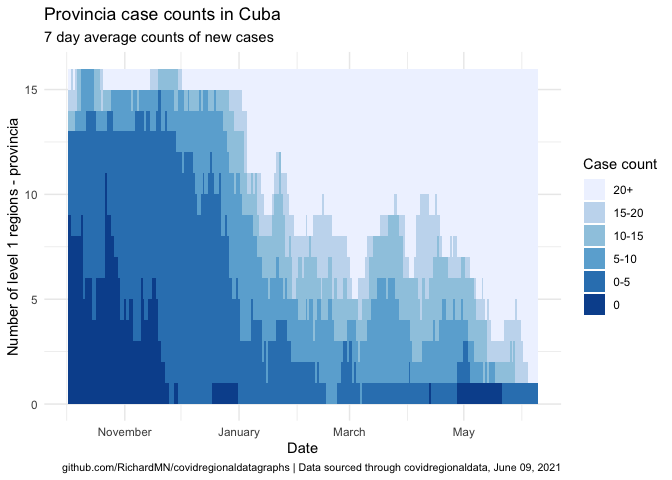 Provincia case counts in Cuba
7 day average counts of new cases
Number of level 1 regions - provincia
15
10
5
0
November
January
March
May
Date
Case count
20+
15-20
10-15
5-10
0-5
0
github.com/RichardMN/covidregionaldatagraphs | Data sourced through covidregionaldata, June 09, 2021